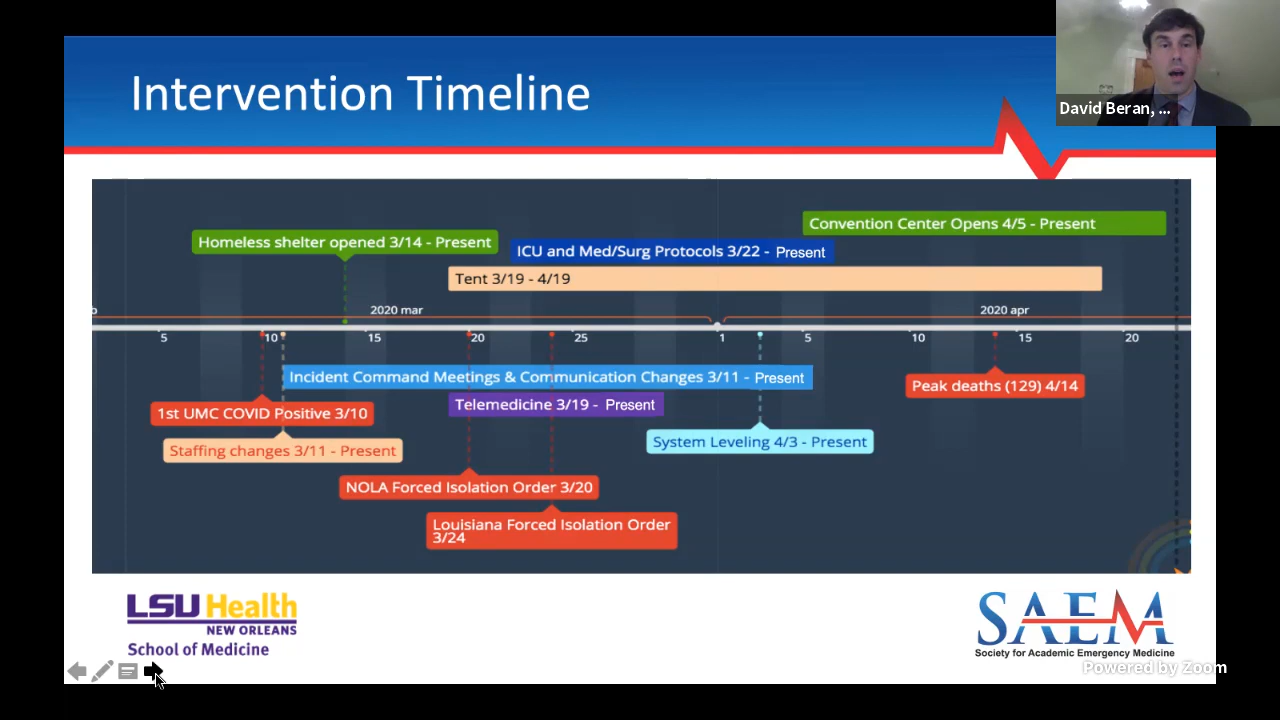 Intervention Timeline
David Beran, ...
Convention Center Opens 4/5 - Present
Homeless shelter opened 3/14 - Present
ICU and Med/Surg Protocols 3/22 - Present
Tent 3/19 - 4/19
2020 mar
2020 apr
5
10
15
20
25
1
5
10
15
20
Incident Command Meetings & Communication Changes 3/11 - Present
Peak deaths (129) 4/14
Telemedicine 3/19 - Present
1st UMC COVID Positive 3/10
System Leveling 4/3 - Present
Staffing changes 3/11 - Present
NOLA Forced Isolation Order 3/20
Louisiana Forced Isolation Order
3/24
LSU Health
NEW ORLEANS
School of Medicine
SAEM
Society for Academic Emergency Medicine
Powered by Zoom